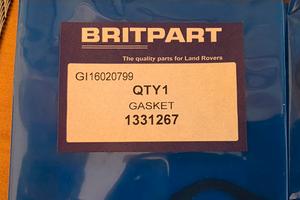 BRITPART
The quality parts for Land Rovers
GI16020799
QTY1
GASKET
1331267